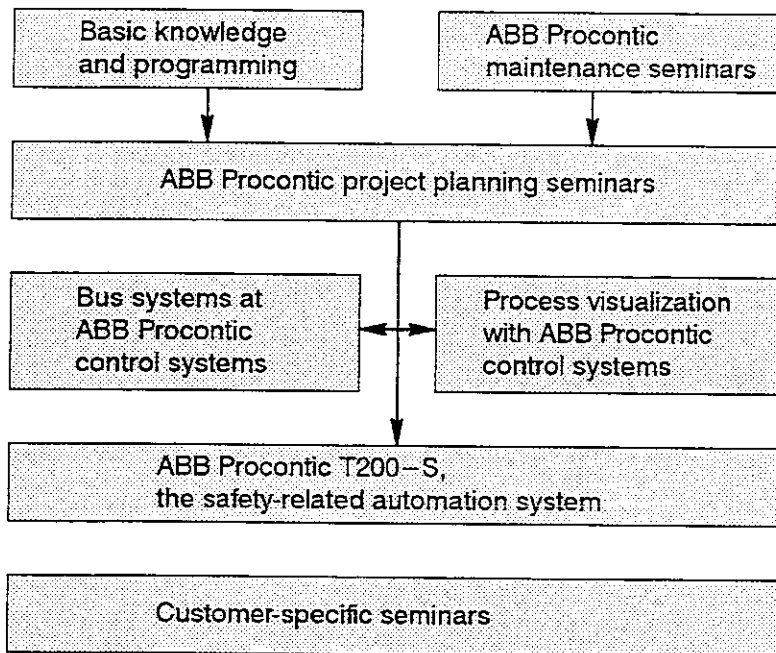 Basic knowledge
and programming
ABB Procontic
maintenance seminars
ABB Procontic project planning seminars
Bus systems at
ABB Procontic
control systems
Process visualization
with ABB Procontic
control systems
ABB Procontic T200–S,
the safety-related automation system
Customer-specific seminars